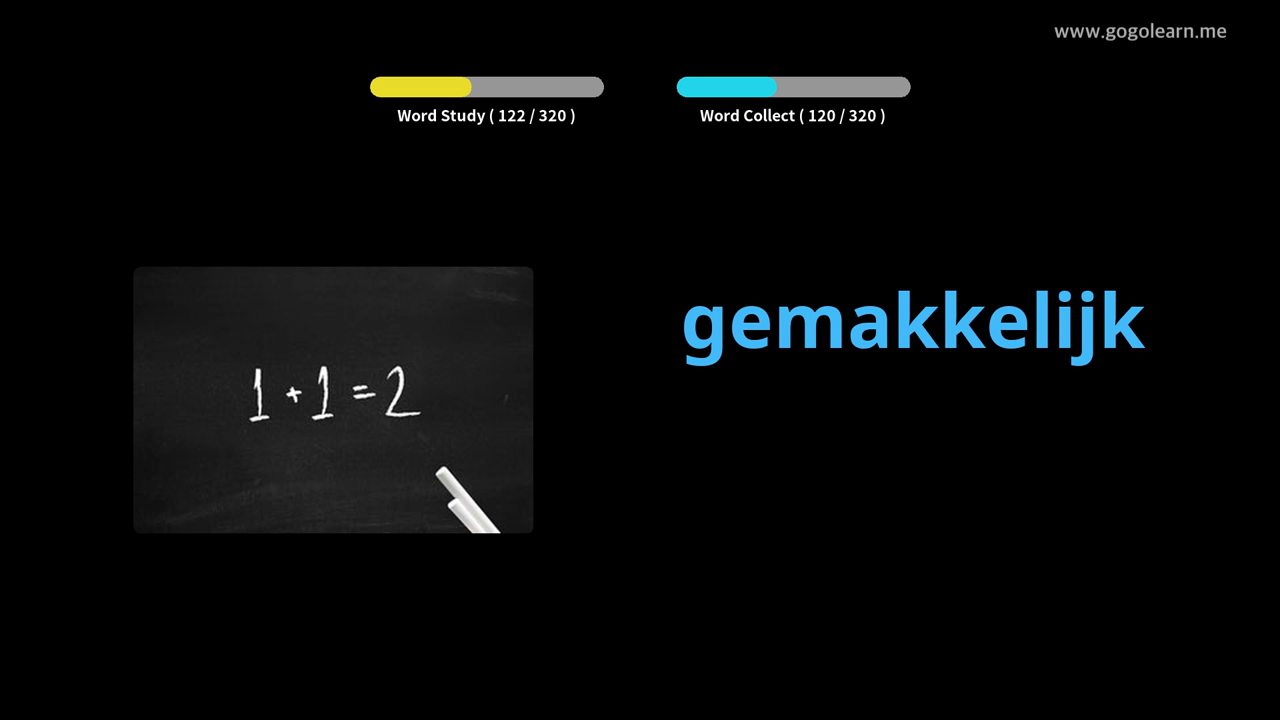 www.gogolearn.me
Word Study ( 122 / 320 )
Word Collect ( 120 / 320 )
gemakkelijk
1 + 1 = 2